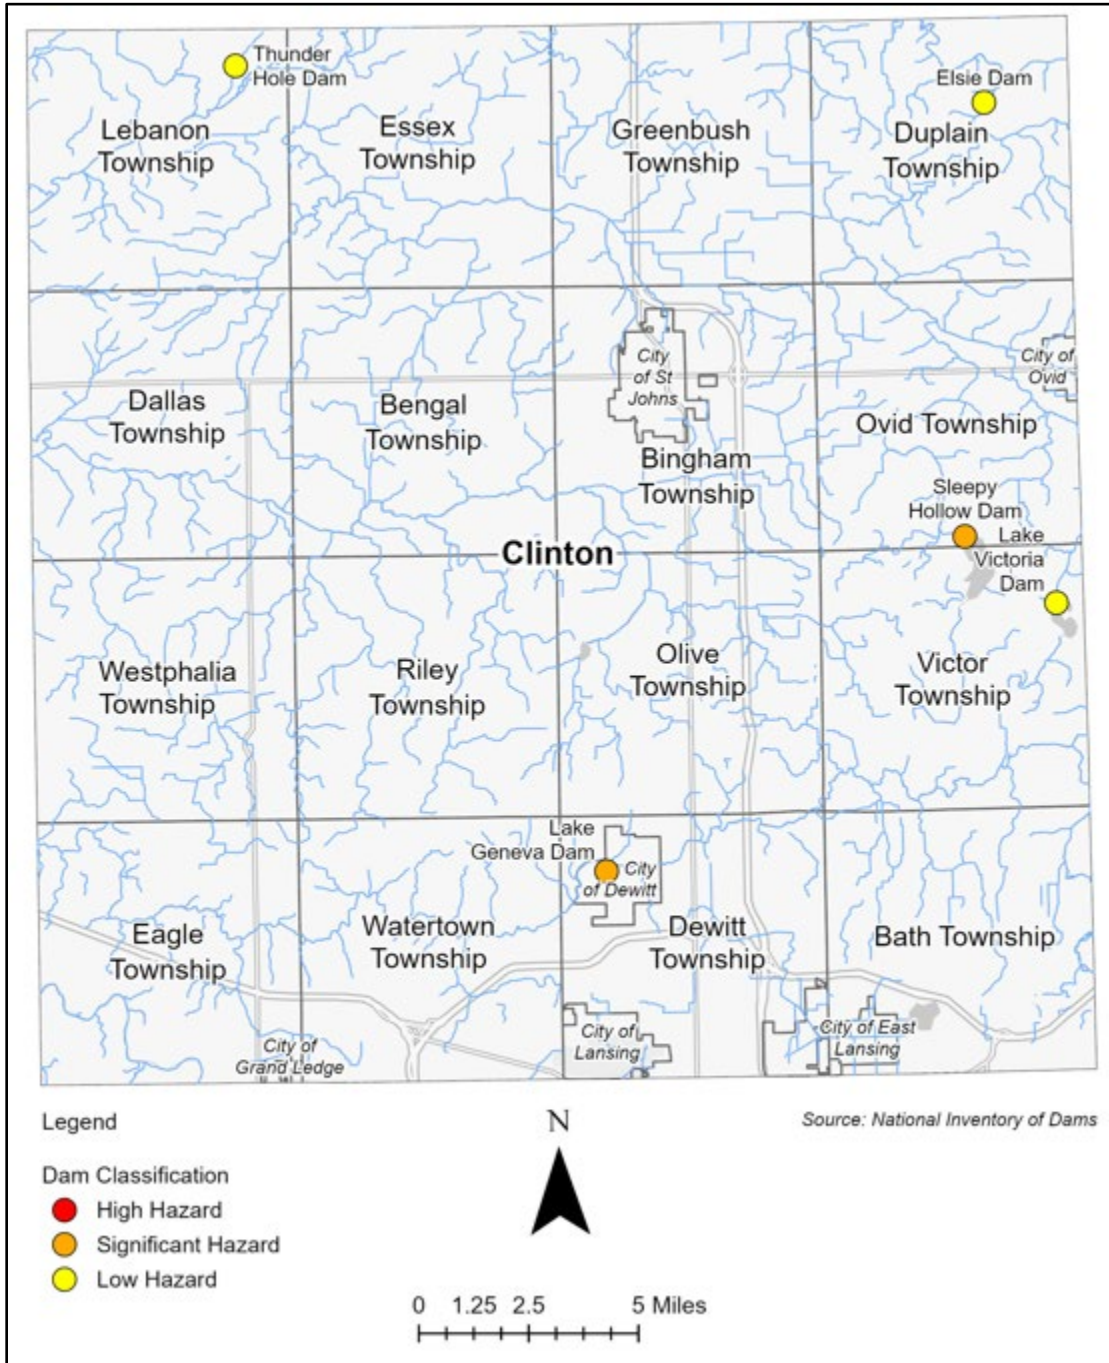 Thunder
Hole Dam
Elsie Dam
Lebanon
Township
Essex
Township
Greenbush
Township
Duplain
Township
City
of St
Johns
City of
Ovid
Dallas
Township
Bengal
Township
Bingham
Township
Ovid Township
Sleepy
Hollow Dam
Lake
Victoria
Dam
Clinton
Westphalia
Township
Riley
Township
Olive
Township
Victor
Township
Lake
Geneva Dam
City
of Dewitt
Eagle
Township
Watertown
Township
Dewitt
Township
Bath Township
City of
Grand Ledge
City of
Lansing
City of East
Lansing
Legend
N
Source: National Inventory of Dams
Dam Classification
High Hazard
Significant Hazard
Low Hazard
0 1.25 2.5 5 Miles